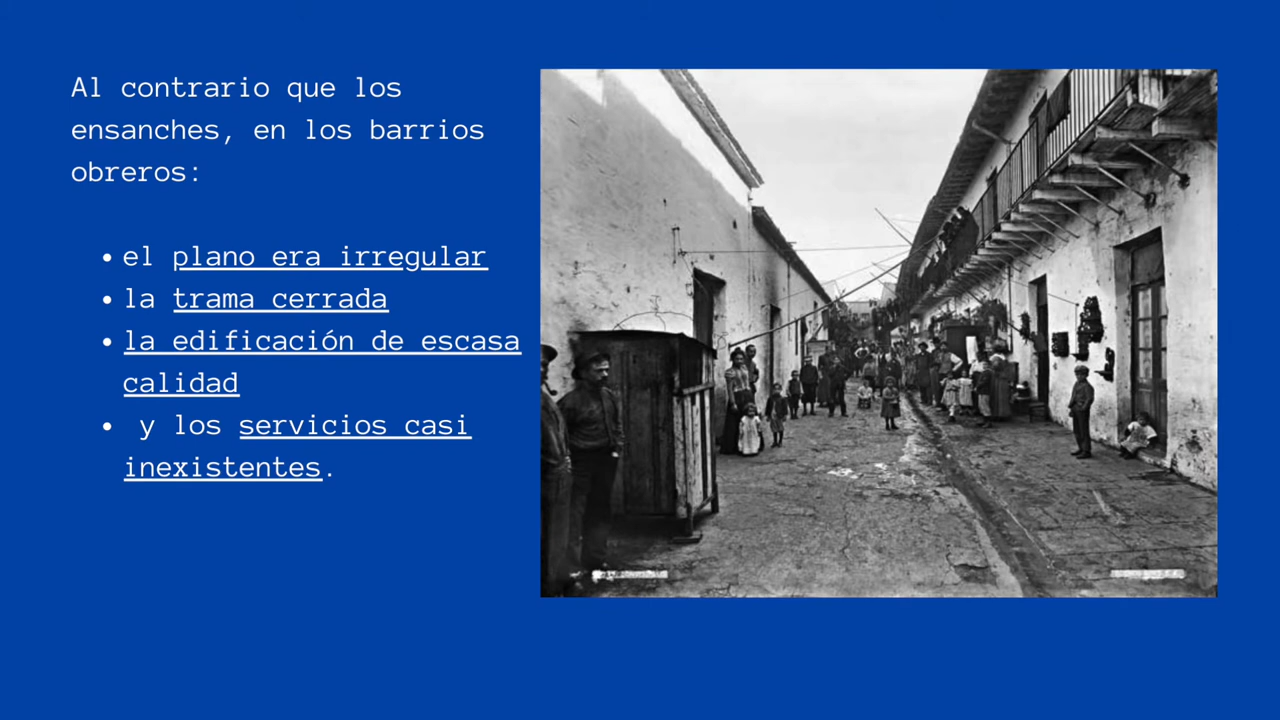 Al contrario que los
ensanches, en los barrios
obreros:
• el plano era irregular
• la trama cerrada
• la edificación de escasa
calidad
• y los servicios casi
inexistentes.